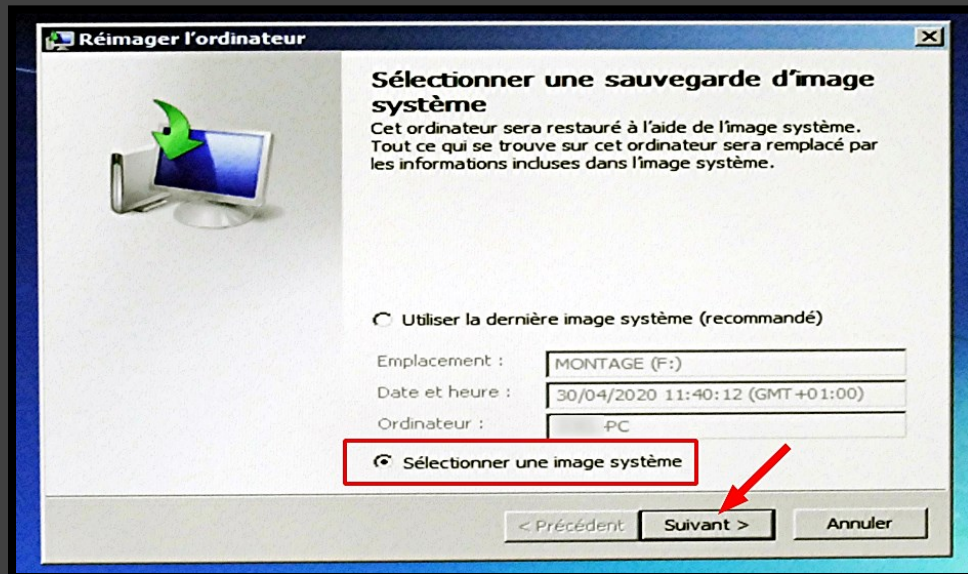 Réimager l'ordinateur
Sélectionner une sauvegarde d'image
système
Cet ordinateur sera restauré à l'aide de l'image système.
Tout ce qui se trouve sur cet ordinateur sera remplacé par
les informations incluses dans l'image système.
Utiliser la dernière image système (recommandé)
Emplacement : MONTAGE (F:)
Date et heure : 30/04/2020 11:40:12 (GMT+01:00)
Ordinateur : -PC
Sélectionner une image système
< Précédent Suivant > Annuler